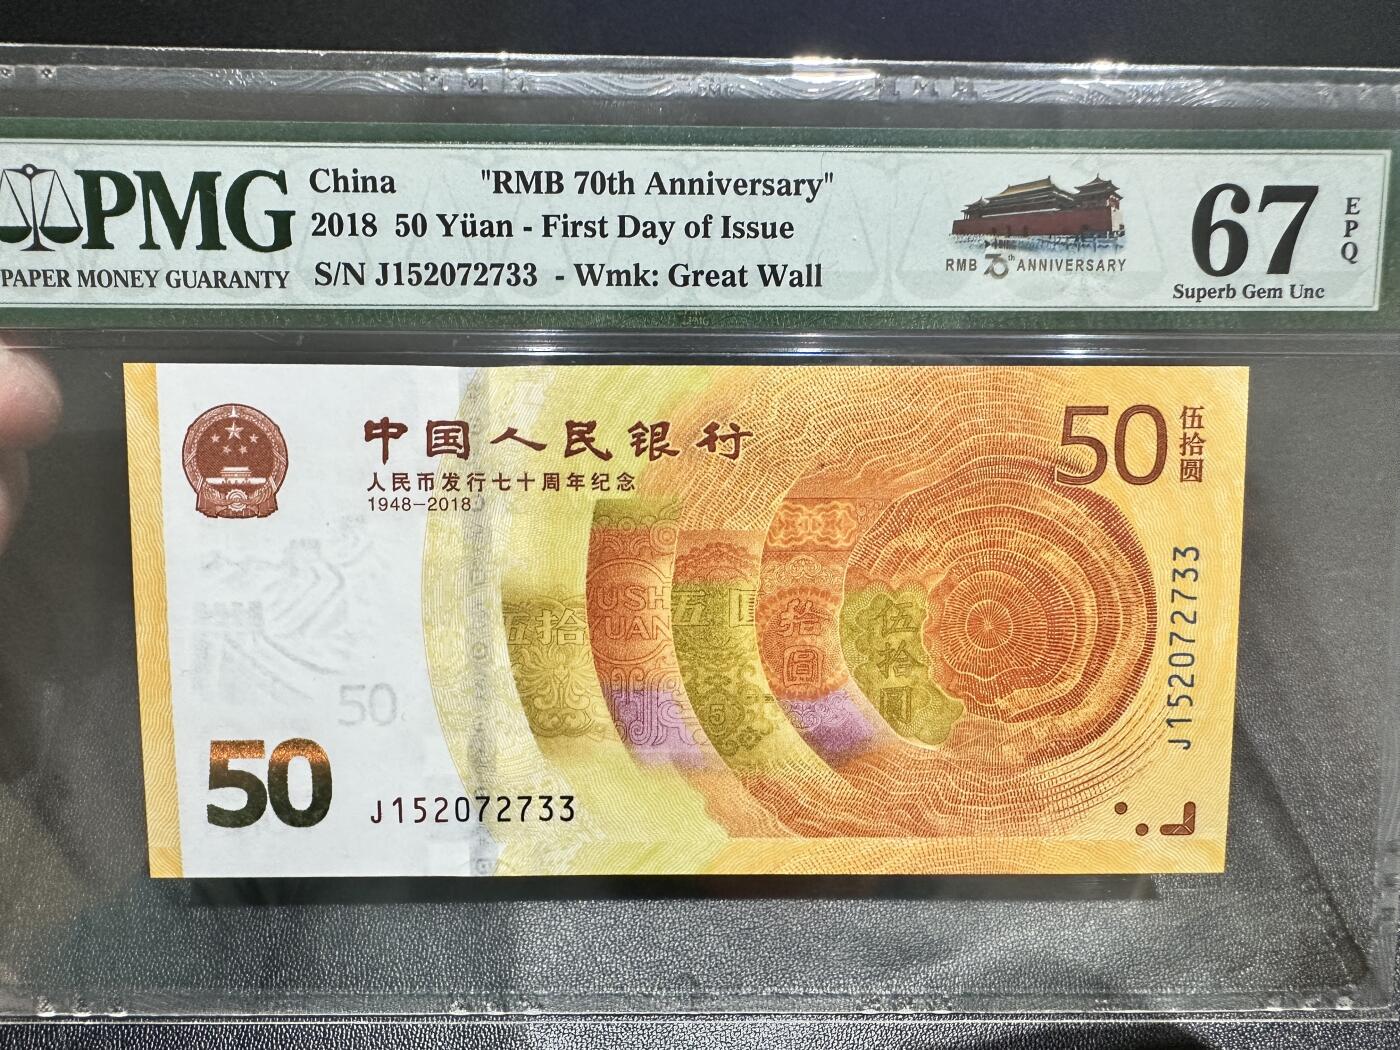 PMG
PAPER MONEY GUARANTY
China "RMB 70th Anniversary"
2018 50 Yüan - First Day of Issue
S/N J152072733 - Wmk: Great Wall
RMB 70th ANNIVERSARY
67
EPQ
Superb Gem Unc
中国人民银行
人民币发行七十周年纪念
1948-2018
50
伍拾圆
伍拾
USH
YUAN
五圆
5
拾圓
伍拾圆
50
50
J152072733
J152072733